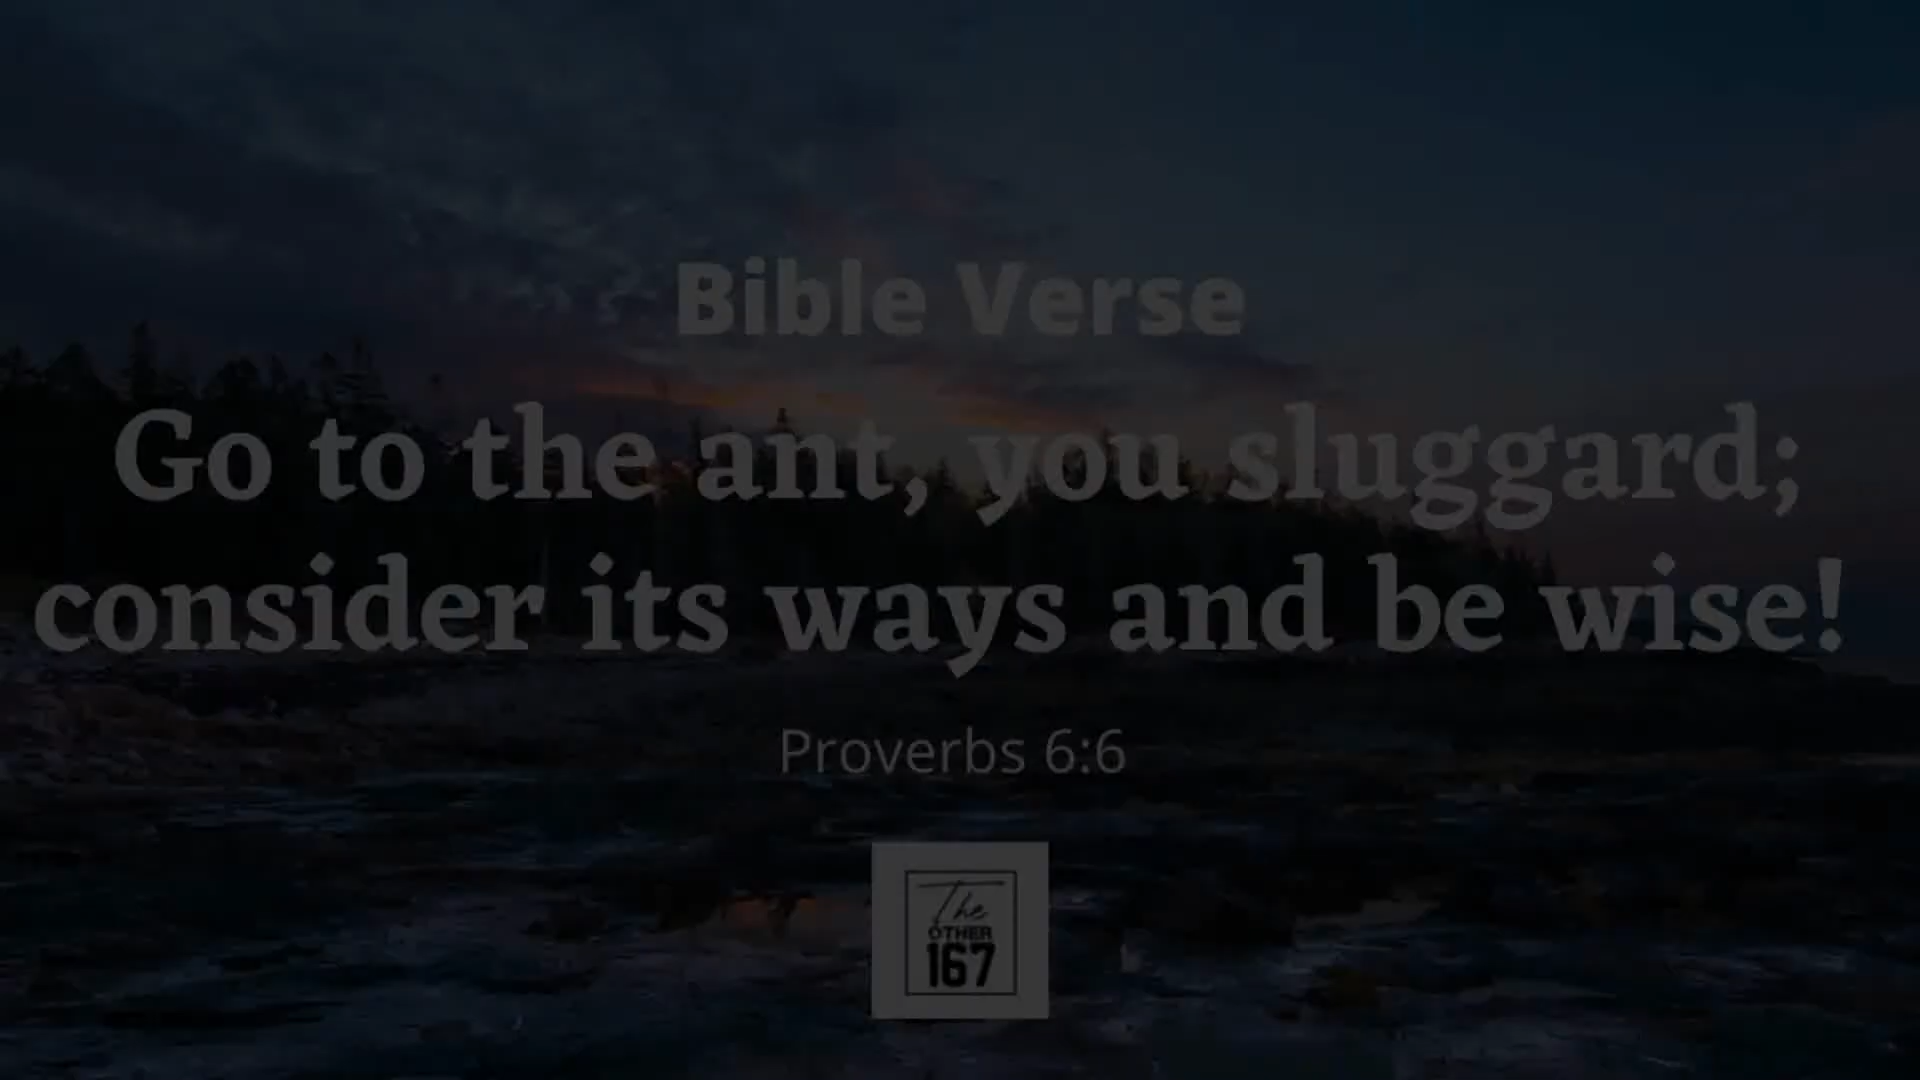 Bible Verse
Go to the ant, you sluggard;
consider its ways and be wise!
Proverbs 6:6
The
OTHER
167